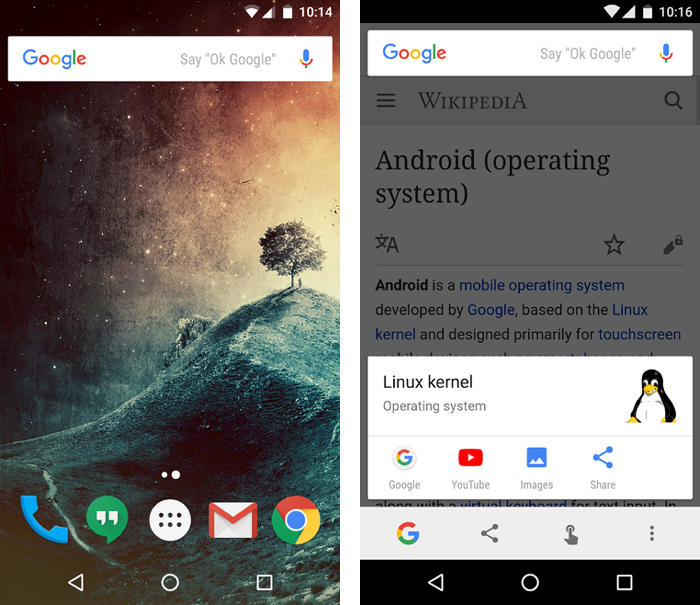 10:14
Google Say "Ok Google"
10:16
Google Say "Ok Google"
WIKIPEDIA
Android (operating
system)
文A
Android is a mobile operating system
developed by Google, based on the Linux
kernel and designed primarily for touchscreen
Linux kernel
Operating system
Google YouTube Images Share
along with a virtual keyboard for text input. In